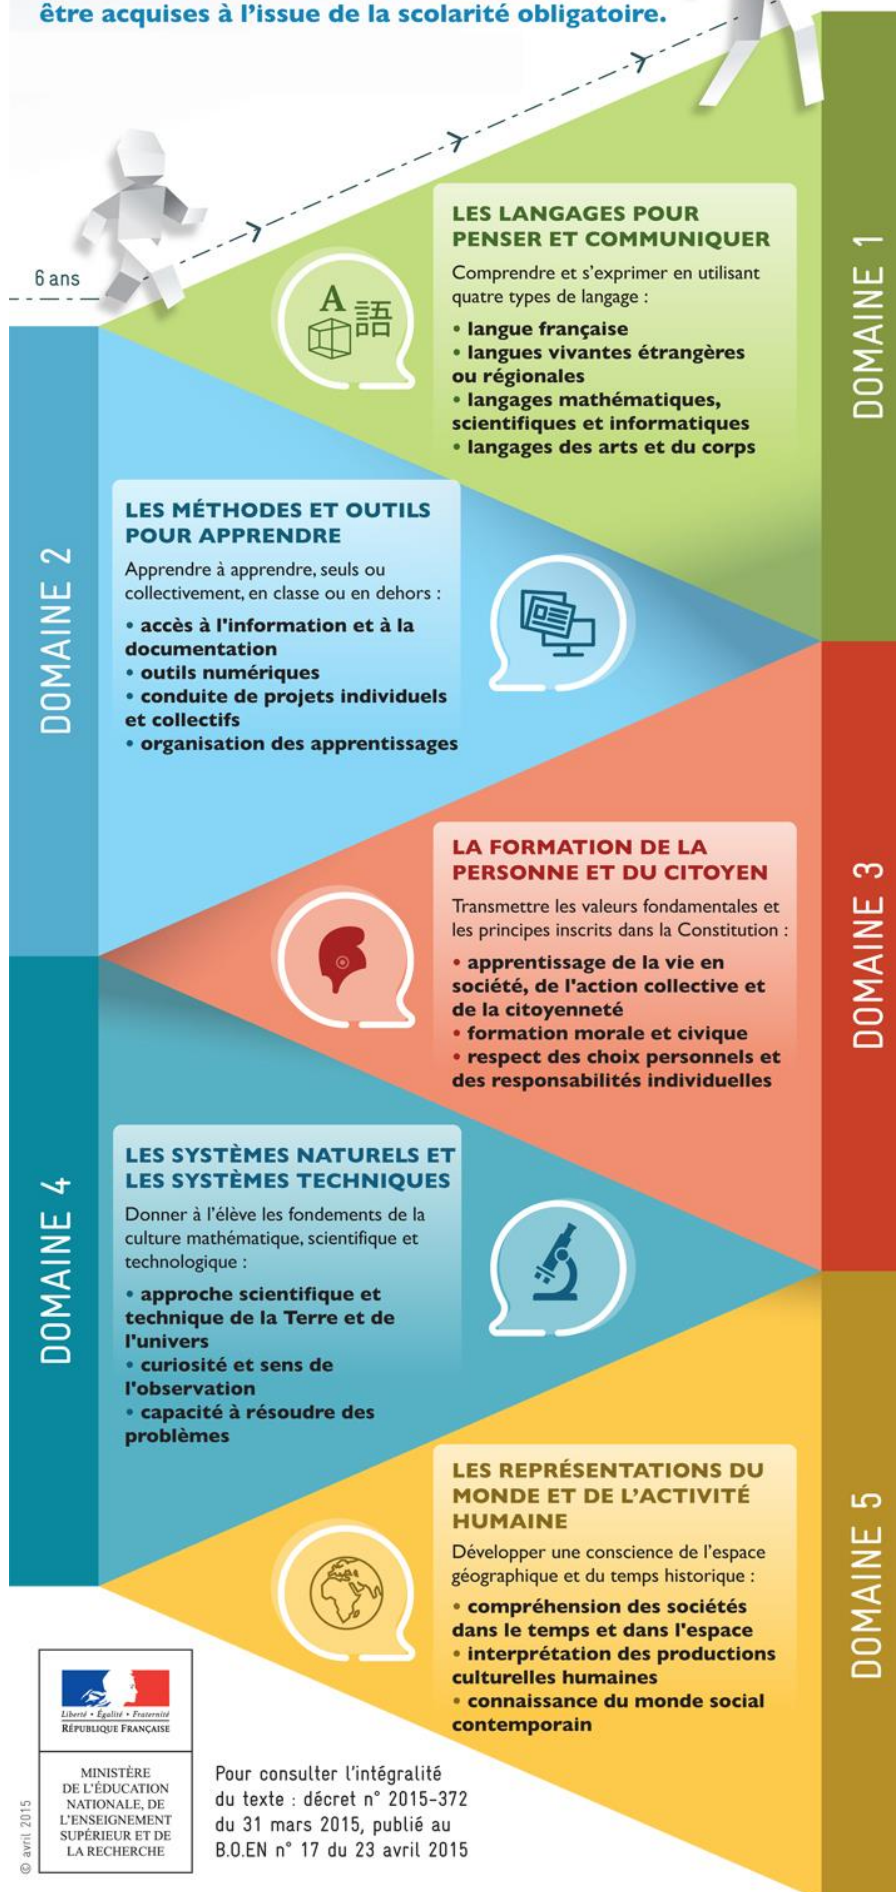 être acquises à l’issue de la scolarité obligatoire.
6 ans
DOMAINE 1
LES LANGAGES POUR
PENSER ET COMMUNIQUER
Comprendre et s’exprimer en utilisant
quatre types de langage :
• langue française
• langues vivantes étrangères
ou régionales
• langages mathématiques,
scientifiques et informatiques
• langages des arts et du corps
A 語
DOMAINE 2
LES MÉTHODES ET OUTILS
POUR APPRENDRE
Apprendre à apprendre, seuls ou
collectivement, en classe ou en dehors :
• accès à l'information et à la
documentation
• outils numériques
• conduite de projets individuels
et collectifs
• organisation des apprentissages
DOMAINE 3
LA FORMATION DE LA
PERSONNE ET DU CITOYEN
Transmettre les valeurs fondamentales et
les principes inscrits dans la Constitution :
• apprentissage de la vie en
société, de l'action collective et
de la citoyenneté
• formation morale et civique
• respect des choix personnels et
des responsabilités individuelles
DOMAINE 4
LES SYSTÈMES NATURELS ET
LES SYSTÈMES TECHNIQUES
Donner à l’élève les fondements de la
culture mathématique, scientifique et
technologique :
• approche scientifique et
technique de la Terre et de
l'univers
• curiosité et sens de
l'observation
• capacité à résoudre des
problèmes
DOMAINE 5
LES REPRÉSENTATIONS DU
MONDE ET DE L’ACTIVITÉ
HUMAINE
Développer une conscience de l’espace
géographique et du temps historique :
• compréhension des sociétés
dans le temps et dans l'espace
• interprétation des productions
culturelles humaines
• connaissance du monde social
contemporain
Liberté • Égalité • Fraternité
RÉPUBLIQUE FRANÇAISE
MINISTÈRE
DE L’ÉDUCATION
NATIONALE, DE
L’ENSEIGNEMENT
SUPÉRIEUR ET DE
LA RECHERCHE
© avril 2015
Pour consulter l’intégralité
du texte : décret n° 2015-372
du 31 mars 2015, publié au
B.O.EN n° 17 du 23 avril 2015